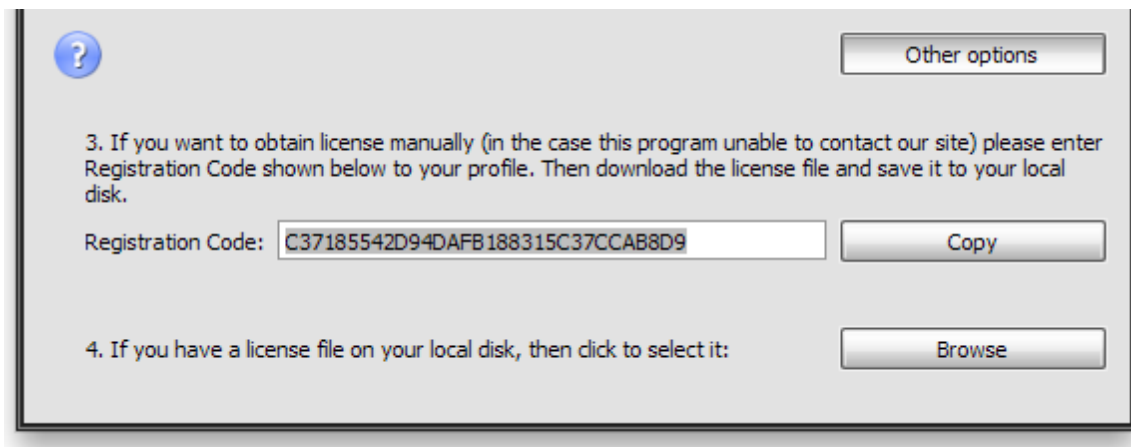 ?
Other options
3. If you want to obtain license manually (in the case this program unable to contact our site) please enter
Registration Code shown below to your profile. Then download the license file and save it to your local
disk.
Registration Code: C37185542D94DAFB188315C37CCAB8D9 Copy
4. If you have a license file on your local disk, then click to select it: Browse